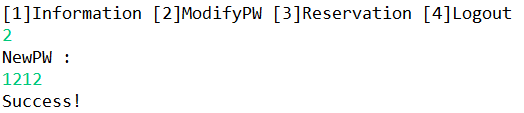 [1]Information [2]ModifyPW [3]Reservation [4]Logout
2
NewPW :
1212
Success!